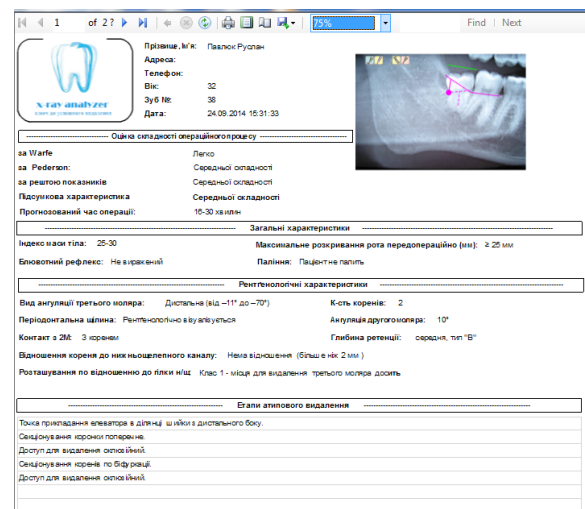 1 of 2 ? 75% Find | Next
x-ray analyzer
Прізвище, Ім'я: Павлюк Руслан
Адреса:
Телефон:
Вік: 32
Зуб №: 38
Дата: 24.09.2014 15:31:33
Оцінка складності операційного процесу
за Warfe Легко
за Pederson: Середньої складності
за рештою показників Середньої складності
Підсумкова характеристика Середньої складності
Прогнозований час операції: 16-30 хвилин
Загальні характеристики
Індекс маси тіла: 25-30 Максимальне розкривання рота передопераційно (мм): ≥ 25 мм
Блювотний рефлекс: Не виражений Паління: Пацієнт не палить
Рентгенологічні характеристики
Вид ангуляції третього моляра: Дистальна (від –11° до –70°) К-сть коренів: 2
Періодонтальна щілина: Рентгенологічно візуалізується Ангуляція другого моляра: 10°
Контакт з 2М: З коренем Глибина ретенції: середня, тип "В"
Відношення кореня до нижньощелепного каналу: Нема відношення (більше ніж 2 мм )
Розташування по відношенню до гілки н/щ: Клас 1 - місця для видалення третього моляра досить
Етапи атипового видалення
Точка прикладання елеватора в ділянці шийки з дистального боку.
Секціонування коронки поперечне.
Доступ для видалення оклюзійний.
Секціонування коренів по біфуркації.
Доступ для видалення оклюзійний.